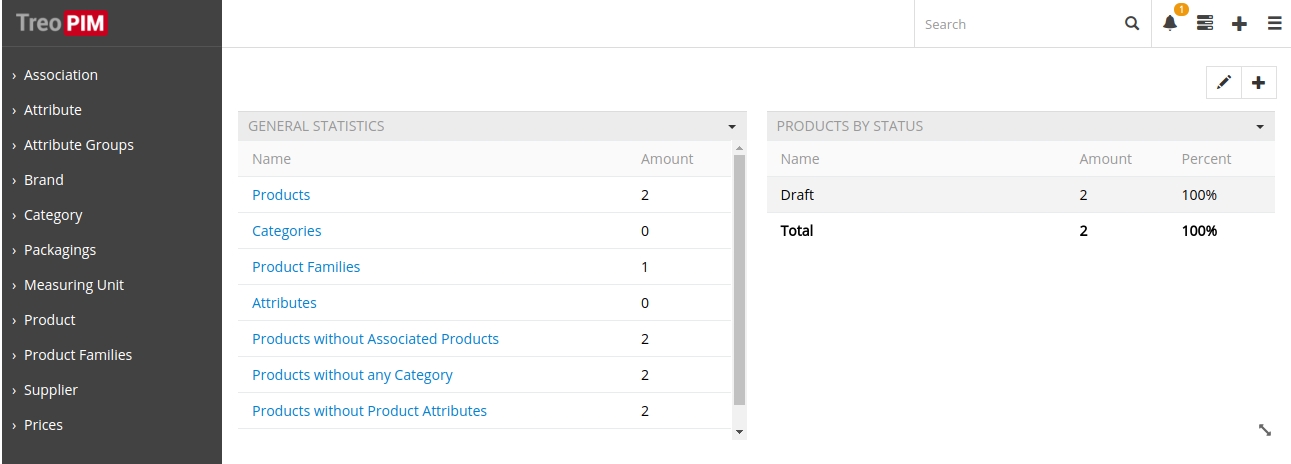 TreoPIM
Search
1
› Association
› Attribute
› Attribute Groups
› Brand
› Category
› Packagings
› Measuring Unit
› Product
› Product Families
› Supplier
› Prices
GENERAL STATISTICS
Name Amount
Products 2
Categories 0
Product Families 1
Attributes 0
Products without Associated Products 2
Products without any Category 2
Products without Product Attributes 2
PRODUCTS BY STATUS
Name Amount Percent
Draft 2 100%
Total 2 100%